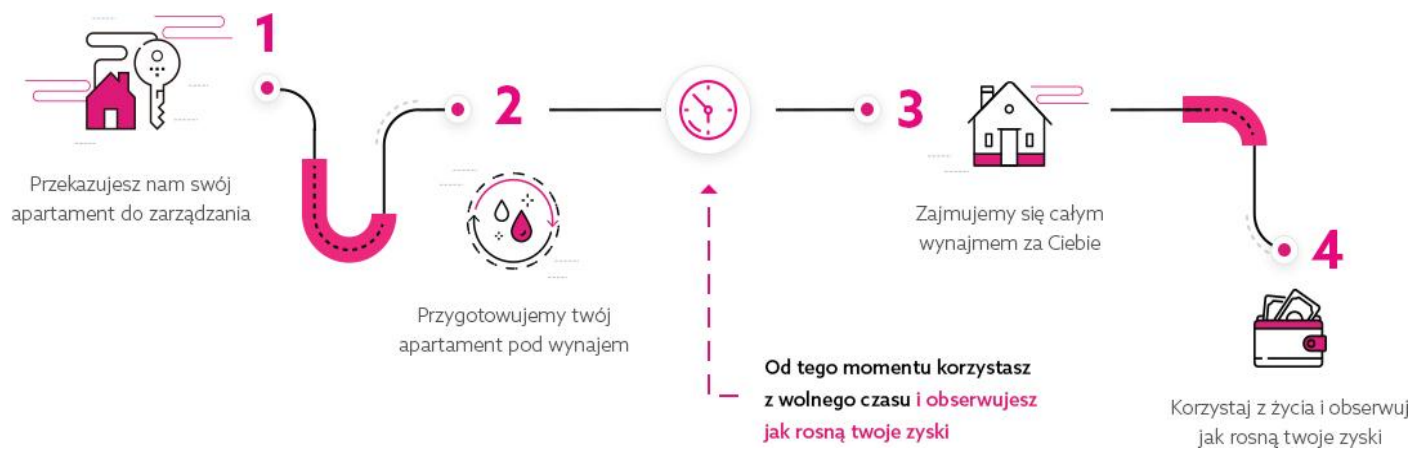 1
Przekazujesz nam swój
apartament do zarządzania
2
Przygotowujemy twój
apartament pod wynajem
Od tego momentu korzystasz
z wolnego czasu i obserwujesz
jak rosną twoje zyski
3
Zajmujemy się całym
wynajmem za Ciebie
4
Korzystaj z życia i obserwuj
jak rosną twoje zyski